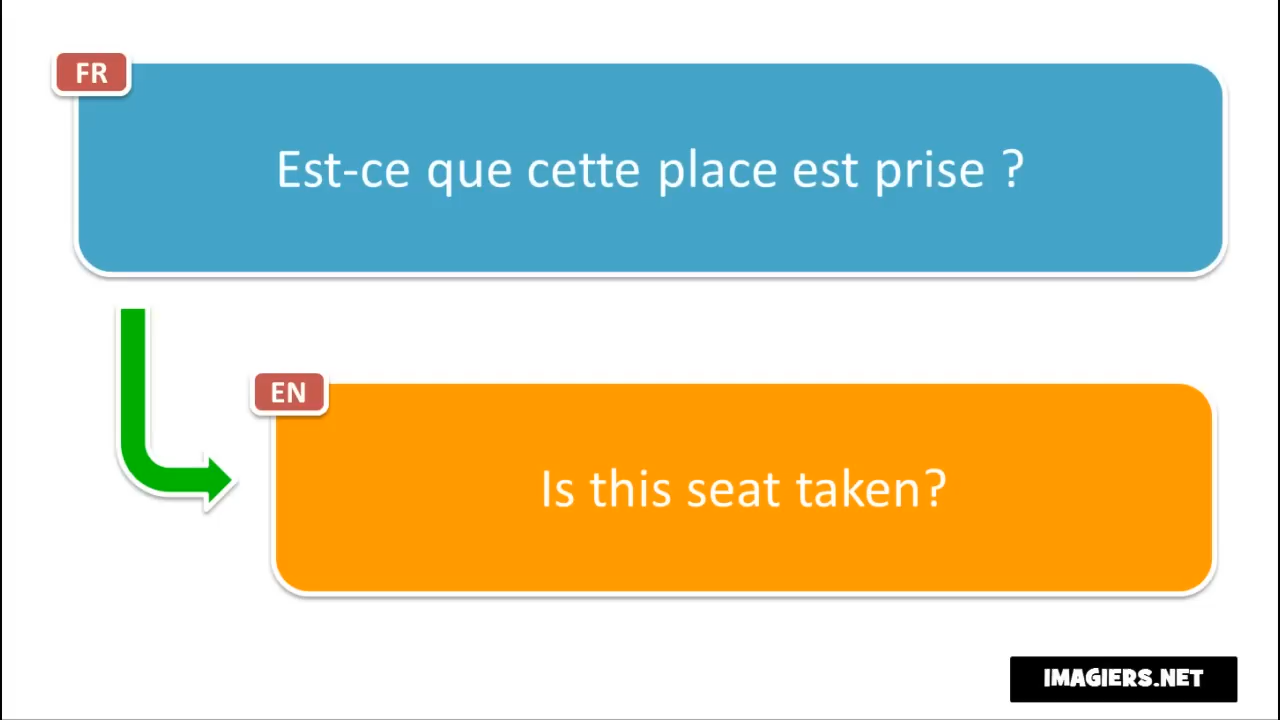 FR
Est-ce que cette place est prise ?
EN
Is this seat taken?
IMAGIERS.NET